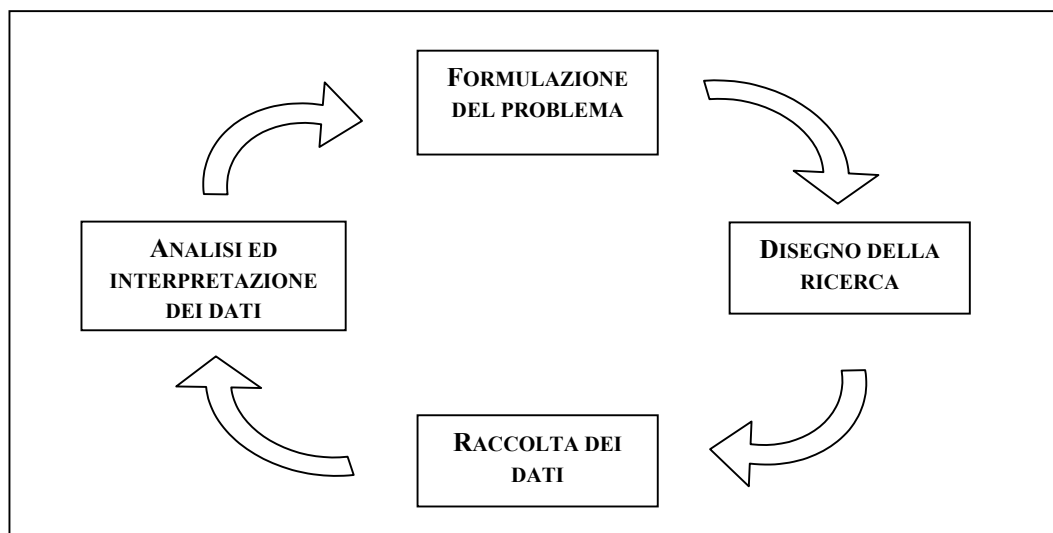 FORMULAZIONE
DEL PROBLEMA
DISEGNO DELLA
RICERCA
RACCOLTA DEI
DATI
ANALISI ED
INTERPRETAZIONE
DEI DATI